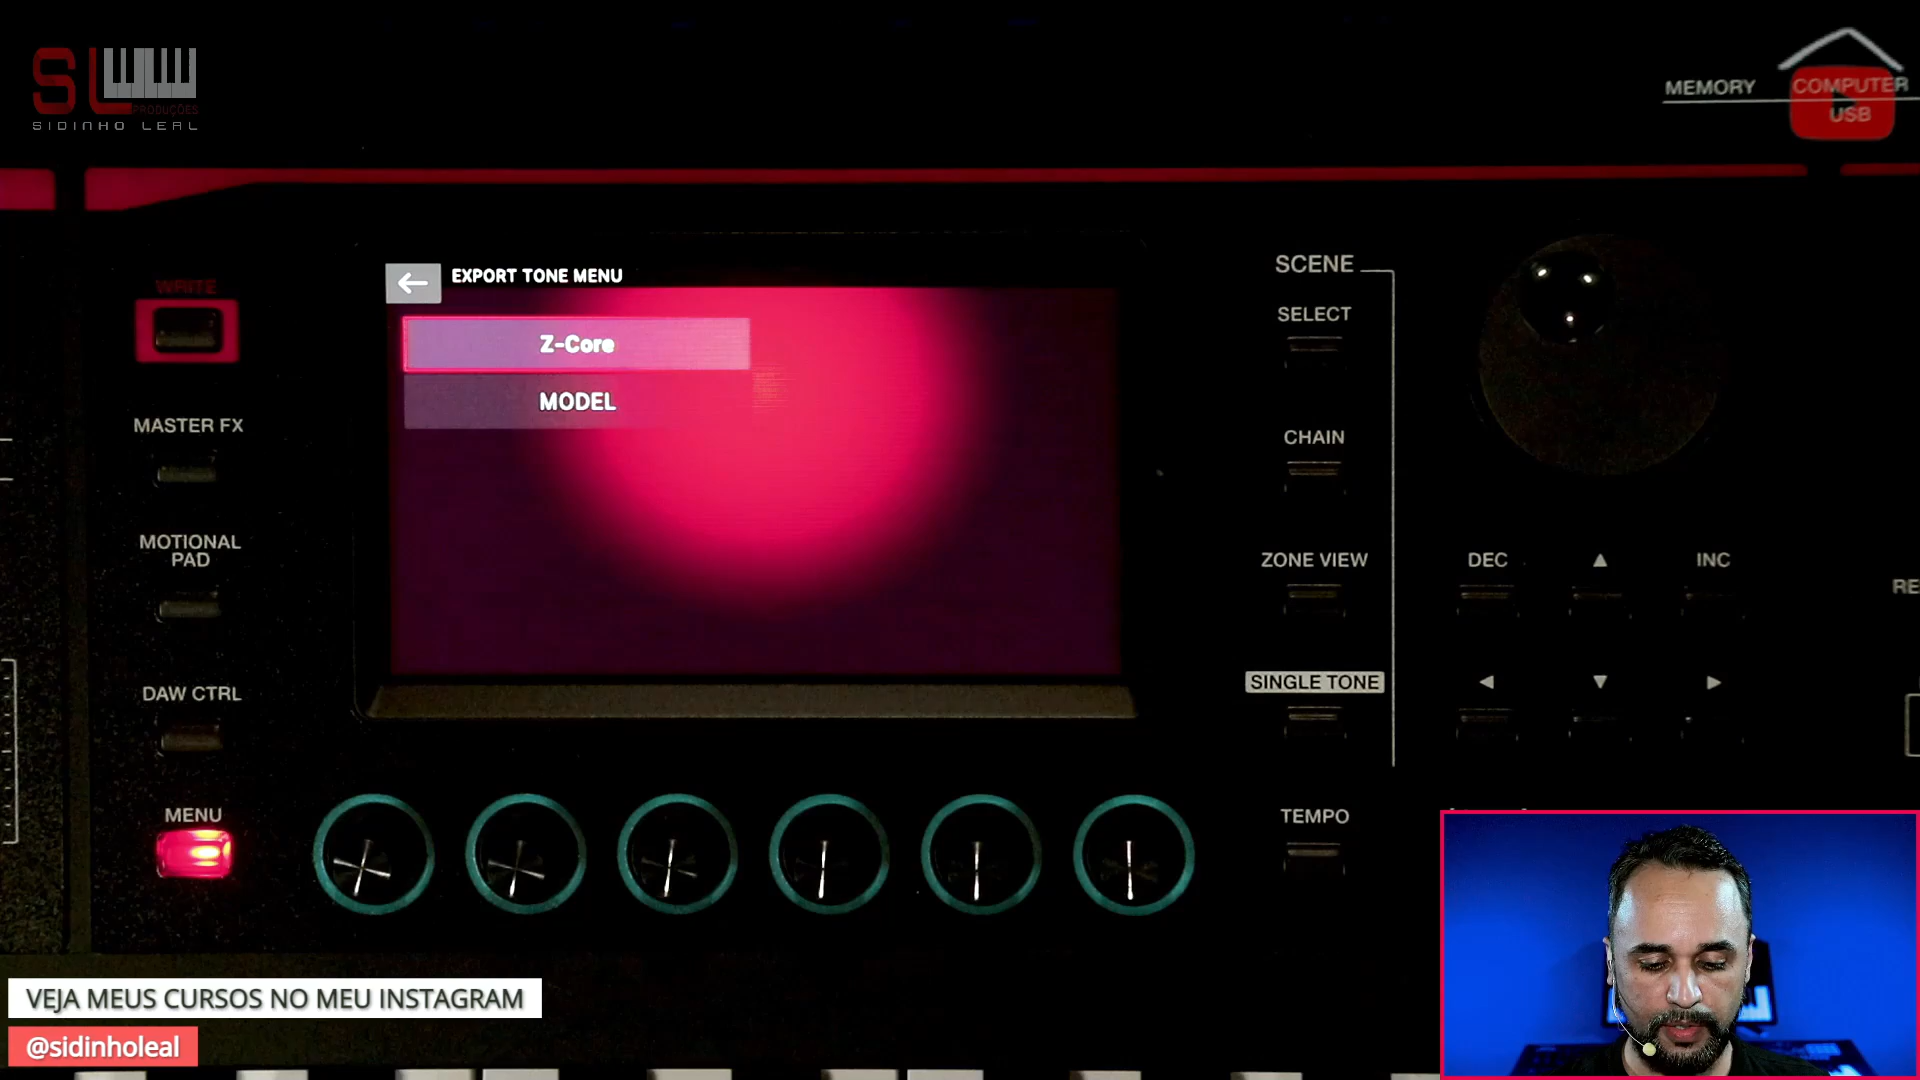 SL
PRODUÇÕES
SIDINHO LEAL
MEMORY
COMPUTER
USB
WRITE
EXPORT TONE MENU
Z-Core
MODEL
SCENE
SELECT
MASTER FX
CHAIN
MOTIONAL
PAD
ZONE VIEW
DEC
INC
DAW CTRL
SINGLE TONE
MENU
TEMPO
VEJA MEUS CURSOS NO MEU INSTAGRAM
@sidinholeal